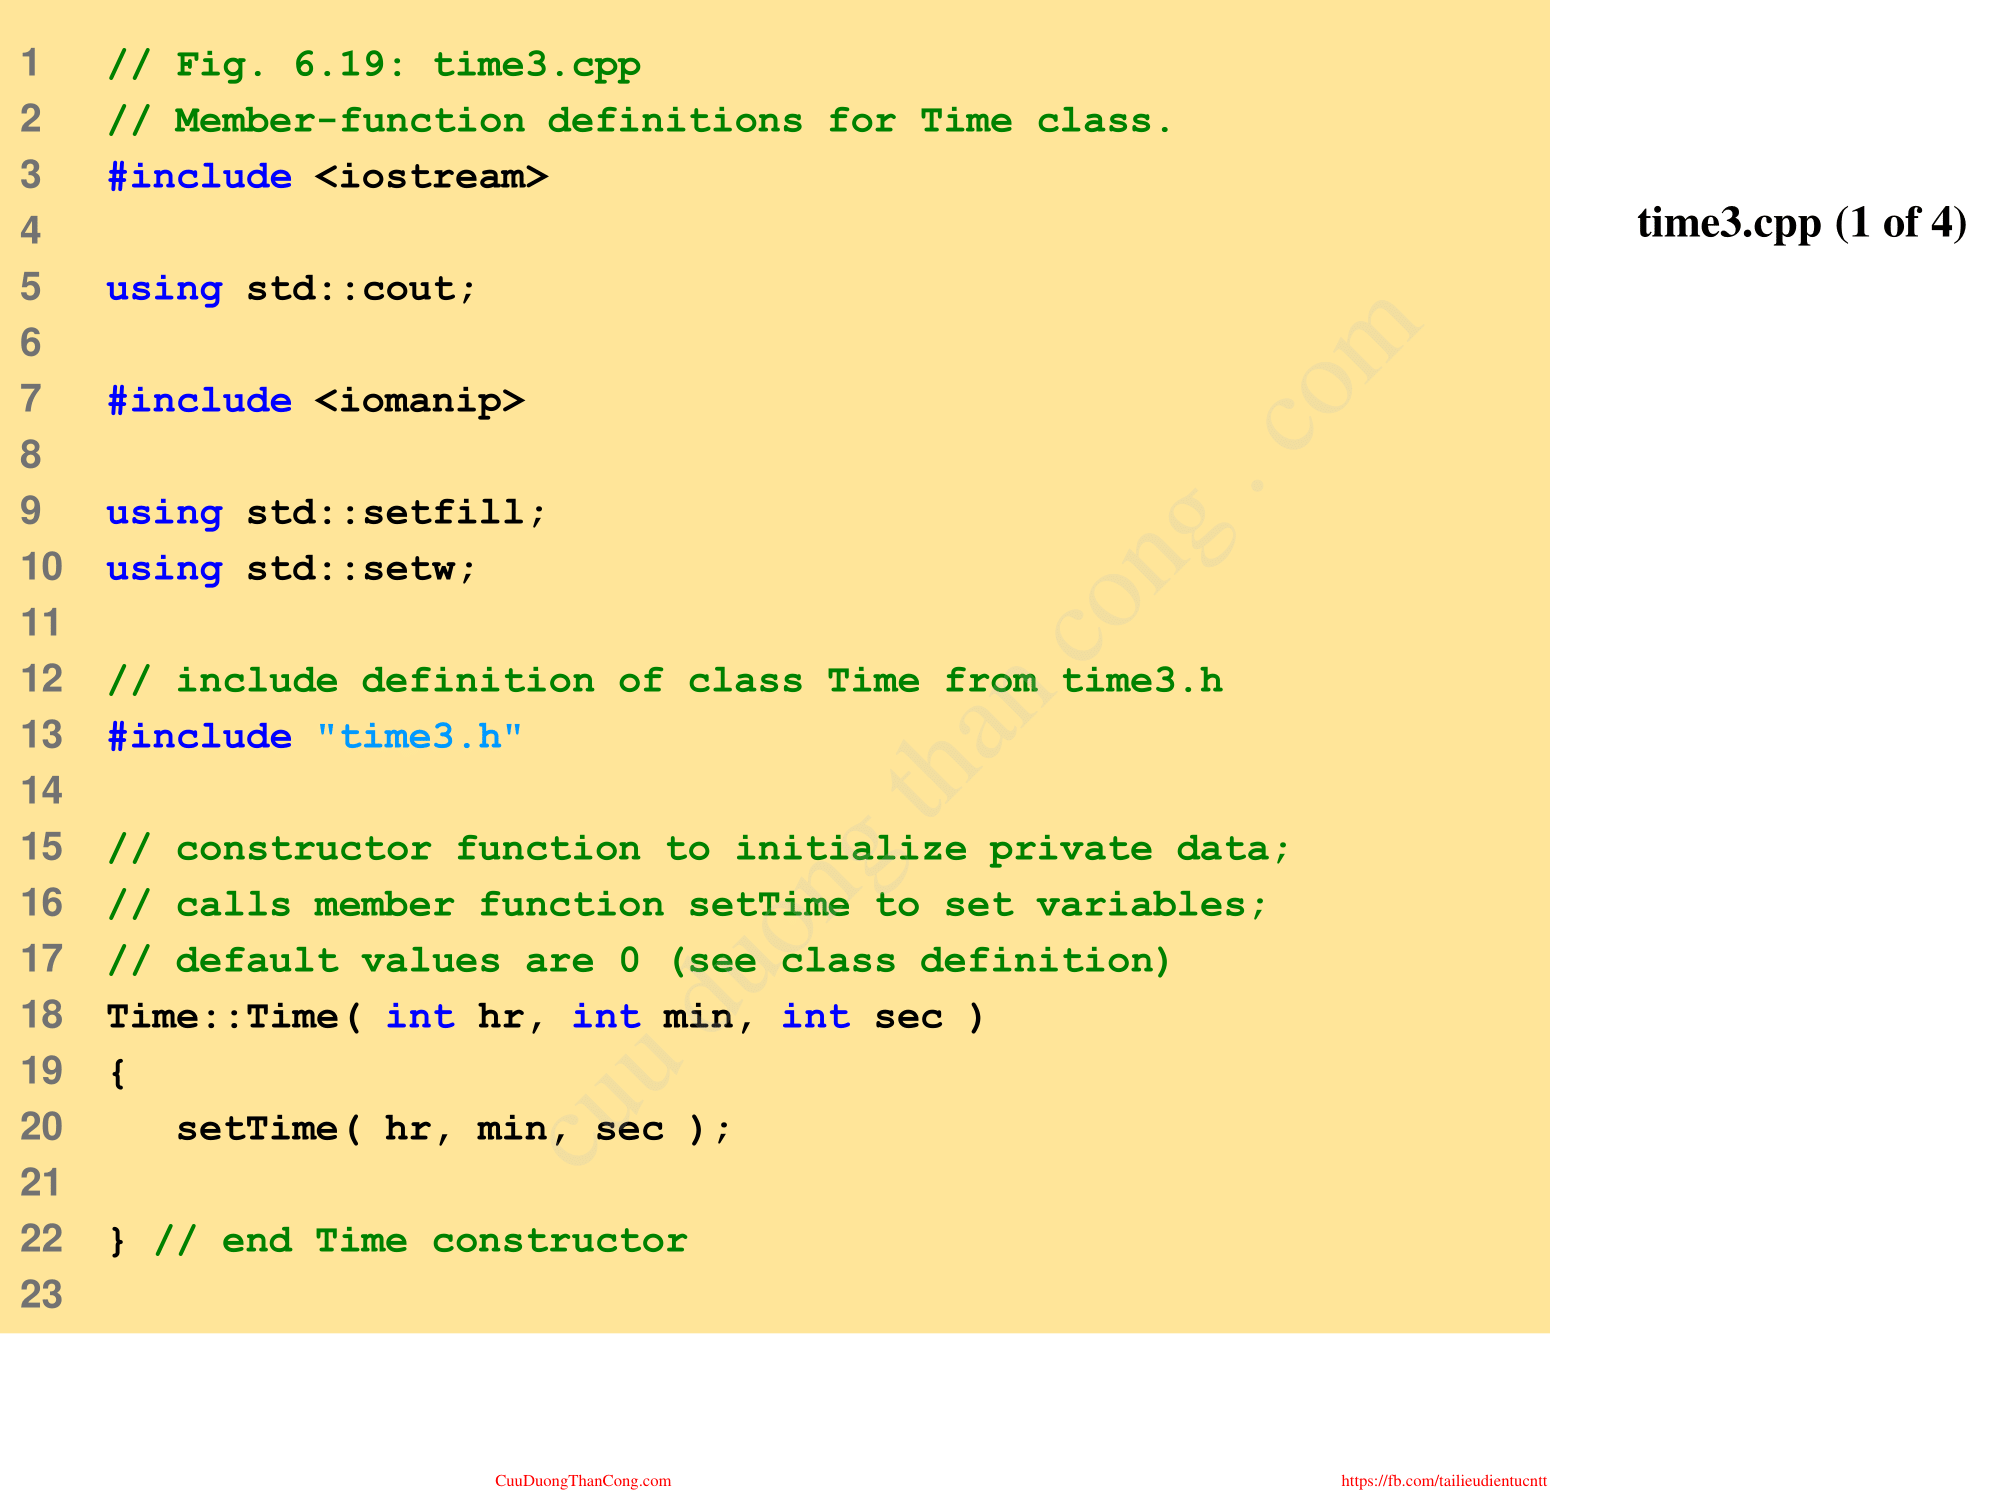 1 // Fig. 6.19: time3.cpp
2 // Member-function definitions for Time class.
3 #include <iostream>
4
5 using std::cout;
6
7 #include <iomanip>
8
9 using std::setfill;
10 using std::setw;
11
12 // include definition of class Time from time3.h
13 #include "time3.h"
14
15 // constructor function to initialize private data;
16 // calls member function setTime to set variables;
17 // default values are 0 (see class definition)
18 Time::Time( int hr, int min, int sec )
19 {
20    setTime( hr, min, sec );
21
22 } // end Time constructor
23
time3.cpp (1 of 4)
cuu duong than cong . com
CuuDuongThanCong.com
https://fb.com/tailieudientucntt